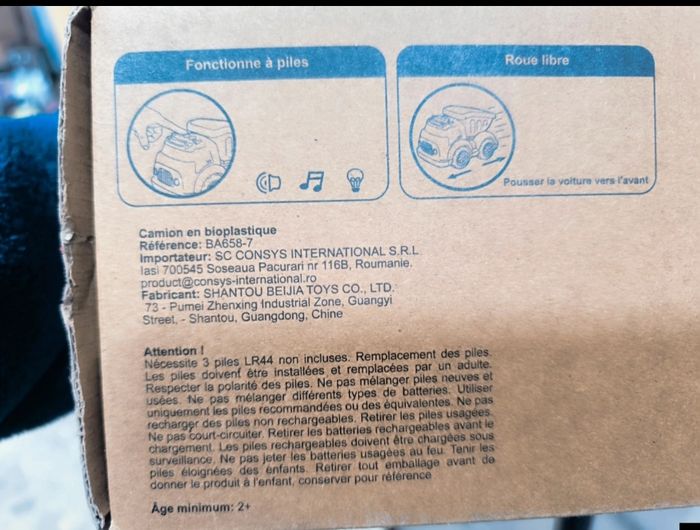 Fonctionne à piles
Roue libre
Pousser la voiture vers l'avant
Camion en bioplastique
Référence: BA658-7
Importateur: SC CONSYS INTERNATIONAL S.R.L
Iasi 700545 Soseaua Pacurari nr 116B, Roumanie.
product@consys-international.ro
Fabricant: SHANTOU BEIJIA TOYS CO., LTD.
73 - Pumei Zhenxing Industrial Zone, Guangyi
Street, - Shantou, Guangdong, Chine
Attention !
Nécessite 3 piles LR44 non incluses. Remplacement des piles.
Les piles doivent être installées et remplacées par un adulte.
Respecter la polarité des piles. Ne pas mélanger piles neuves et
usées. Ne pas mélanger différents types de batteries. Utiliser
uniquement les piles recommandées ou des équivalentes. Ne pas
recharger des piles non rechargeables. Retirer les piles usagées.
Ne pas court-circuiter. Retirer les batteries rechargeables avant le
chargement. Les piles rechargeables doivent être chargées sous
surveillance. Ne pas jeter les batteries usagées au feu. Tenir les
piles éloignées des enfants. Retirer tout emballage avant de
donner le produit à l'enfant, conserver pour référence
Âge minimum: 2+